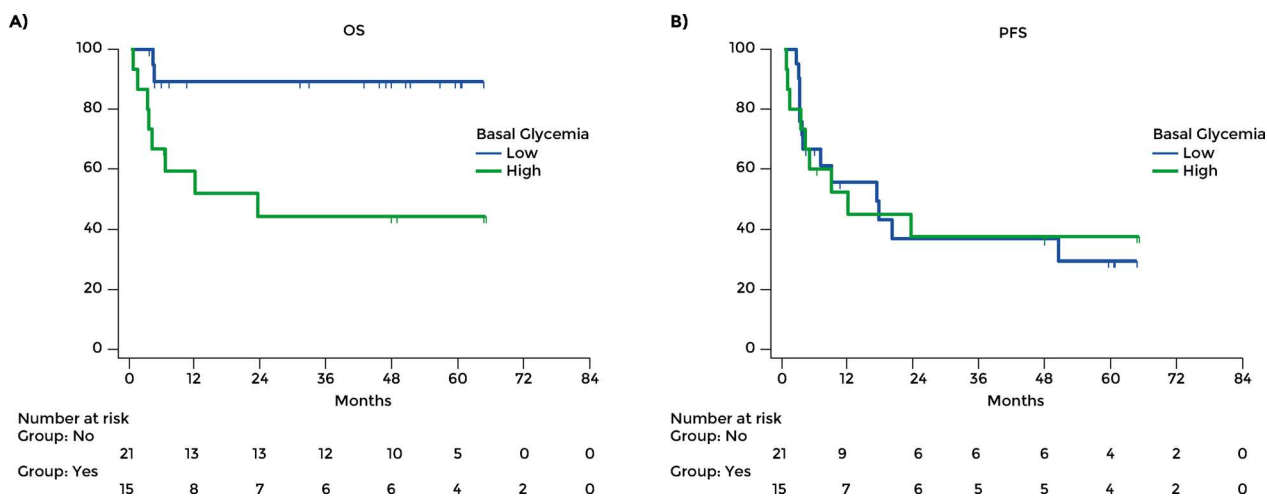 A)
OS
100
80
60
40
20
0
0 12 24 36 48 60 72 84
Months
Basal Glycemia
Low
High
Number at risk
Group: No
21 13 13 12 10 5 0 0
Group: Yes
15 8 7 6 6 4 2 0
B)
PFS
100
80
60
40
20
0
0 12 24 36 48 60 72 84
Months
Basal Glycemia
Low
High
Number at risk
Group: No
21 9 6 6 6 4 2 0
Group: Yes
15 7 6 5 5 4 2 0